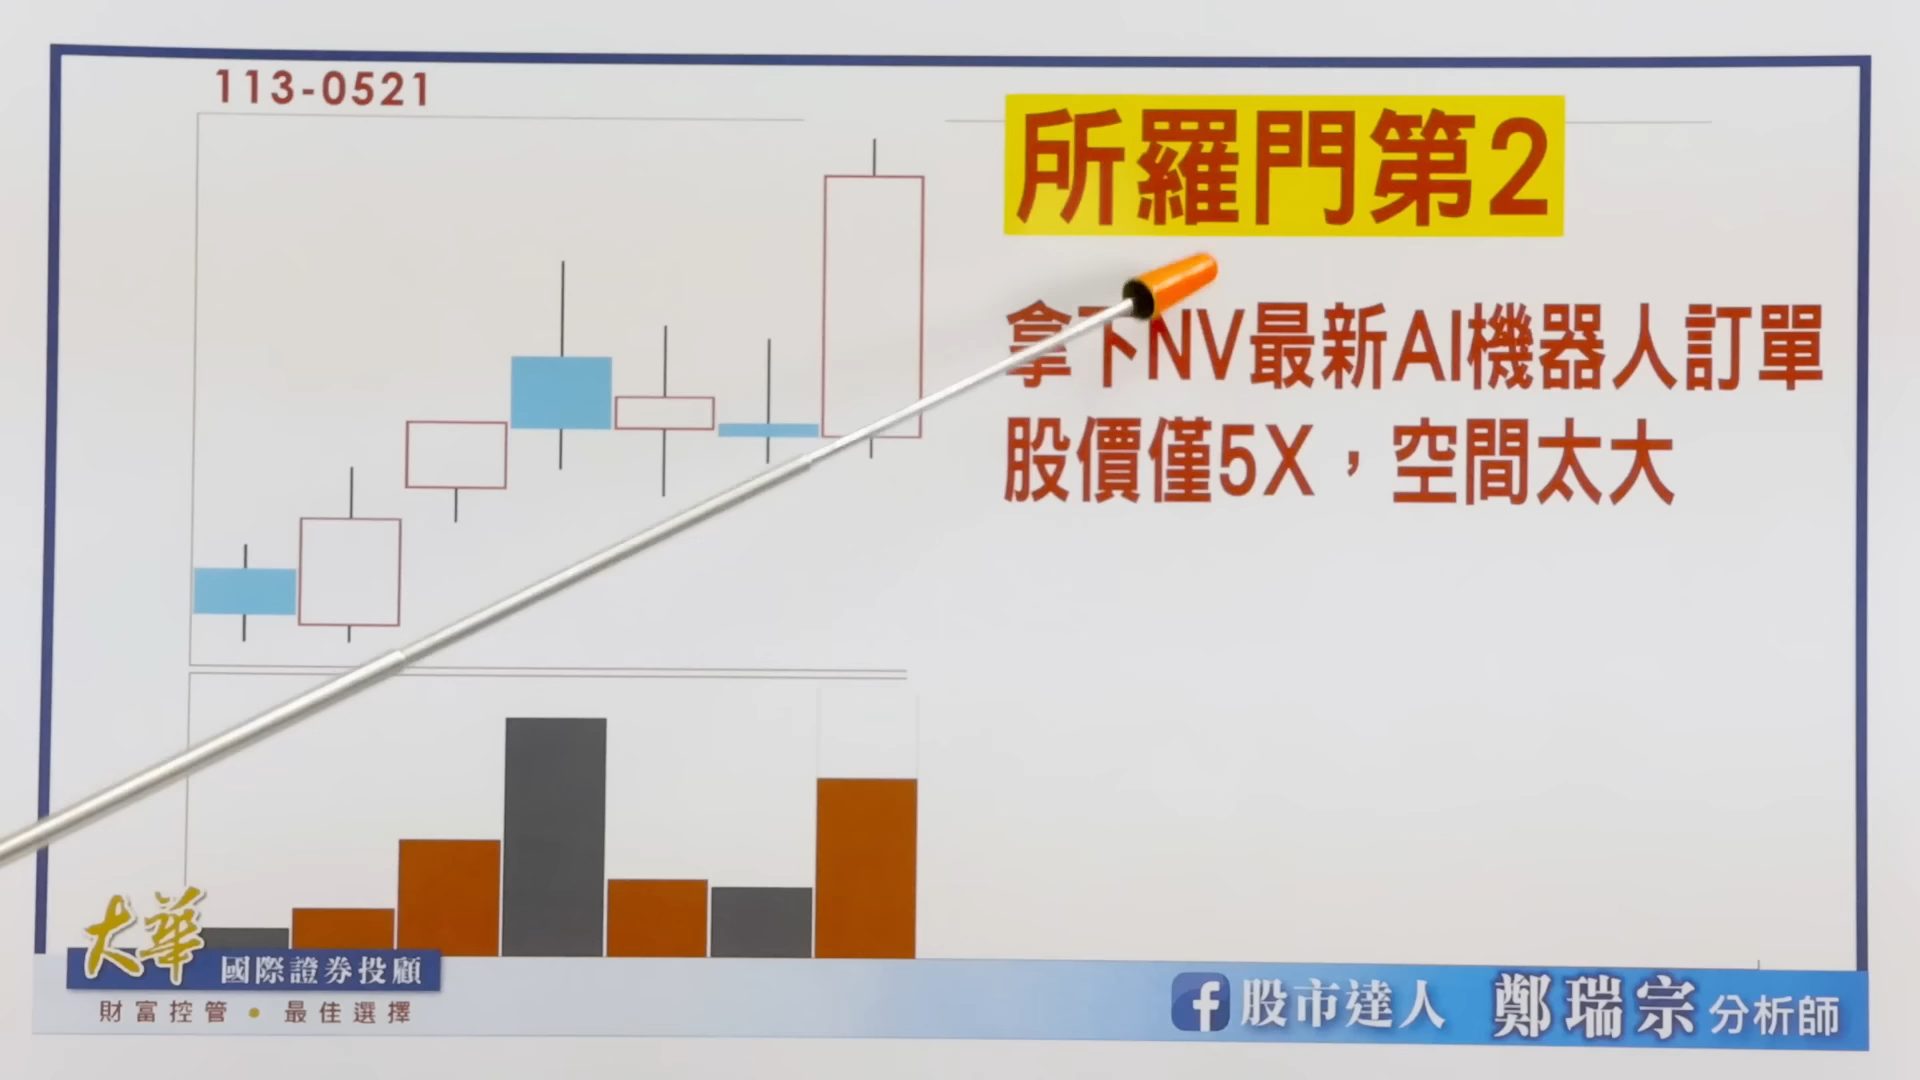 113-0521
所羅門第2
拿下NV最新AI機器人訂單
股價僅5X，空間太大
大華
國際證券投顧
財富控管•最佳選擇
股市達人 鄭瑞宗分析師